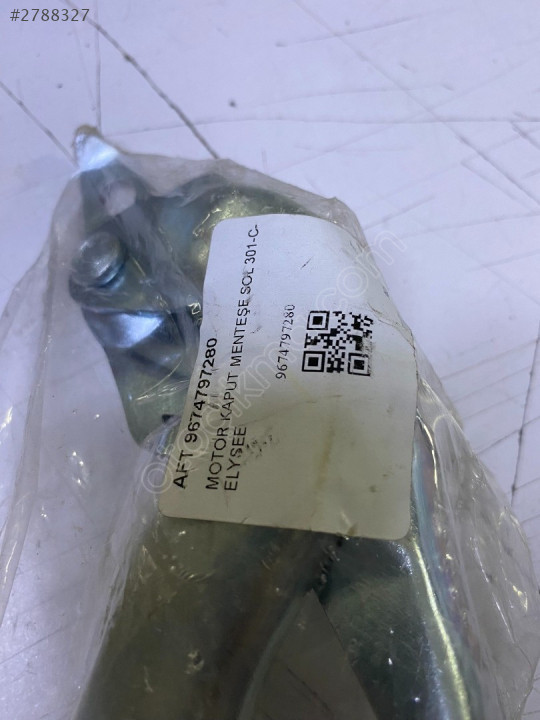 #2788327
AFT 9674797280
MOTOR KAPUT MENTEŞE SOL 301-C-
ELYSEE
9674797280